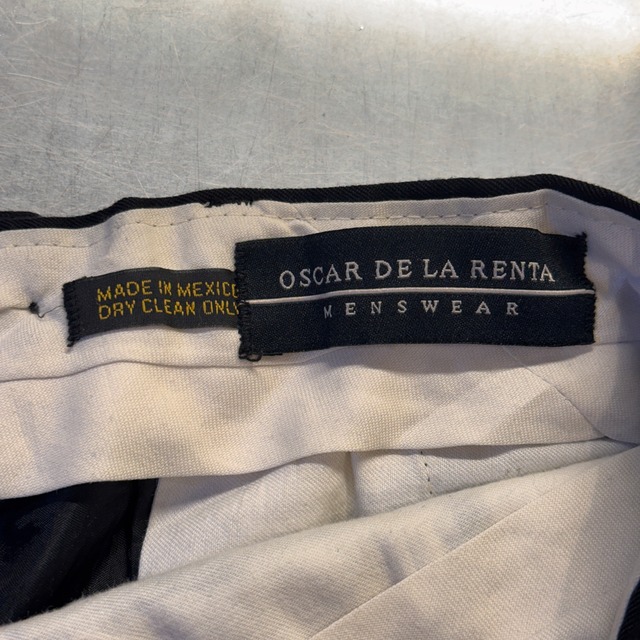 OSCAR DE LA RENTA
MENSWEAR
MADE IN MEXICO
DRY CLEAN ONLY